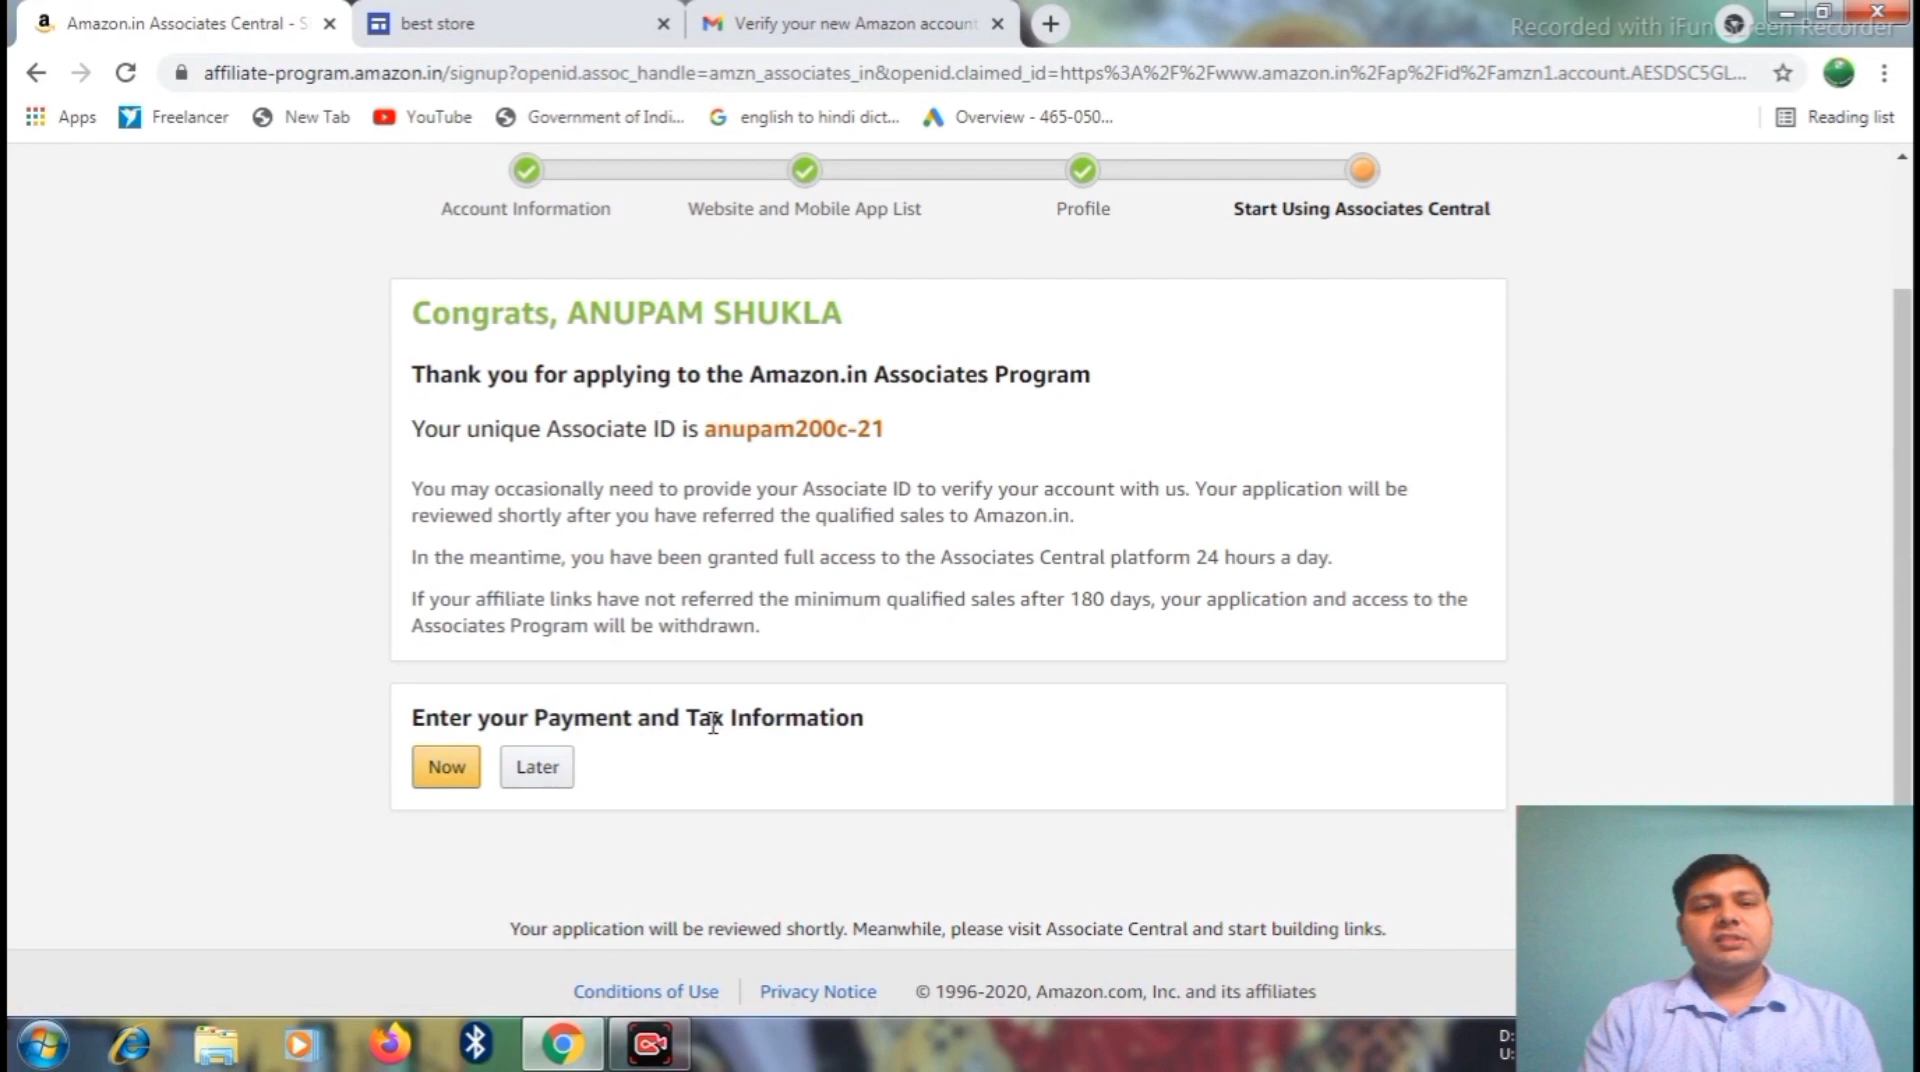 Amazon.in Associates Central - S
best store
Verify your new Amazon account
Recorded with iFun Screen Recorder
affiliate-program.amazon.in/signup?openid.assoc_handle=amzn_associates_in&openid.claimed_id=https%3A%2F%2Fwww.amazon.in%2Fap%2Fid%2Famzn1.account.AESDSC5GL...
Apps Freelancer New Tab YouTube Government of Indi... english to hindi dict... Overview - 465-050... Reading list
Account Information Website and Mobile App List Profile Start Using Associates Central
Congrats, ANUPAM SHUKLA
Thank you for applying to the Amazon.in Associates Program
Your unique Associate ID is anupam200c-21
You may occasionally need to provide your Associate ID to verify your account with us. Your application will be
reviewed shortly after you have referred the qualified sales to Amazon.in.
In the meantime, you have been granted full access to the Associates Central platform 24 hours a day.
If your affiliate links have not referred the minimum qualified sales after 180 days, your application and access to the
Associates Program will be withdrawn.
Enter your Payment and Tax Information
Now Later
Your application will be reviewed shortly. Meanwhile, please visit Associate Central and start building links.
Conditions of Use Privacy Notice © 1996-2020, Amazon.com, Inc. and its affiliates
D:
U: